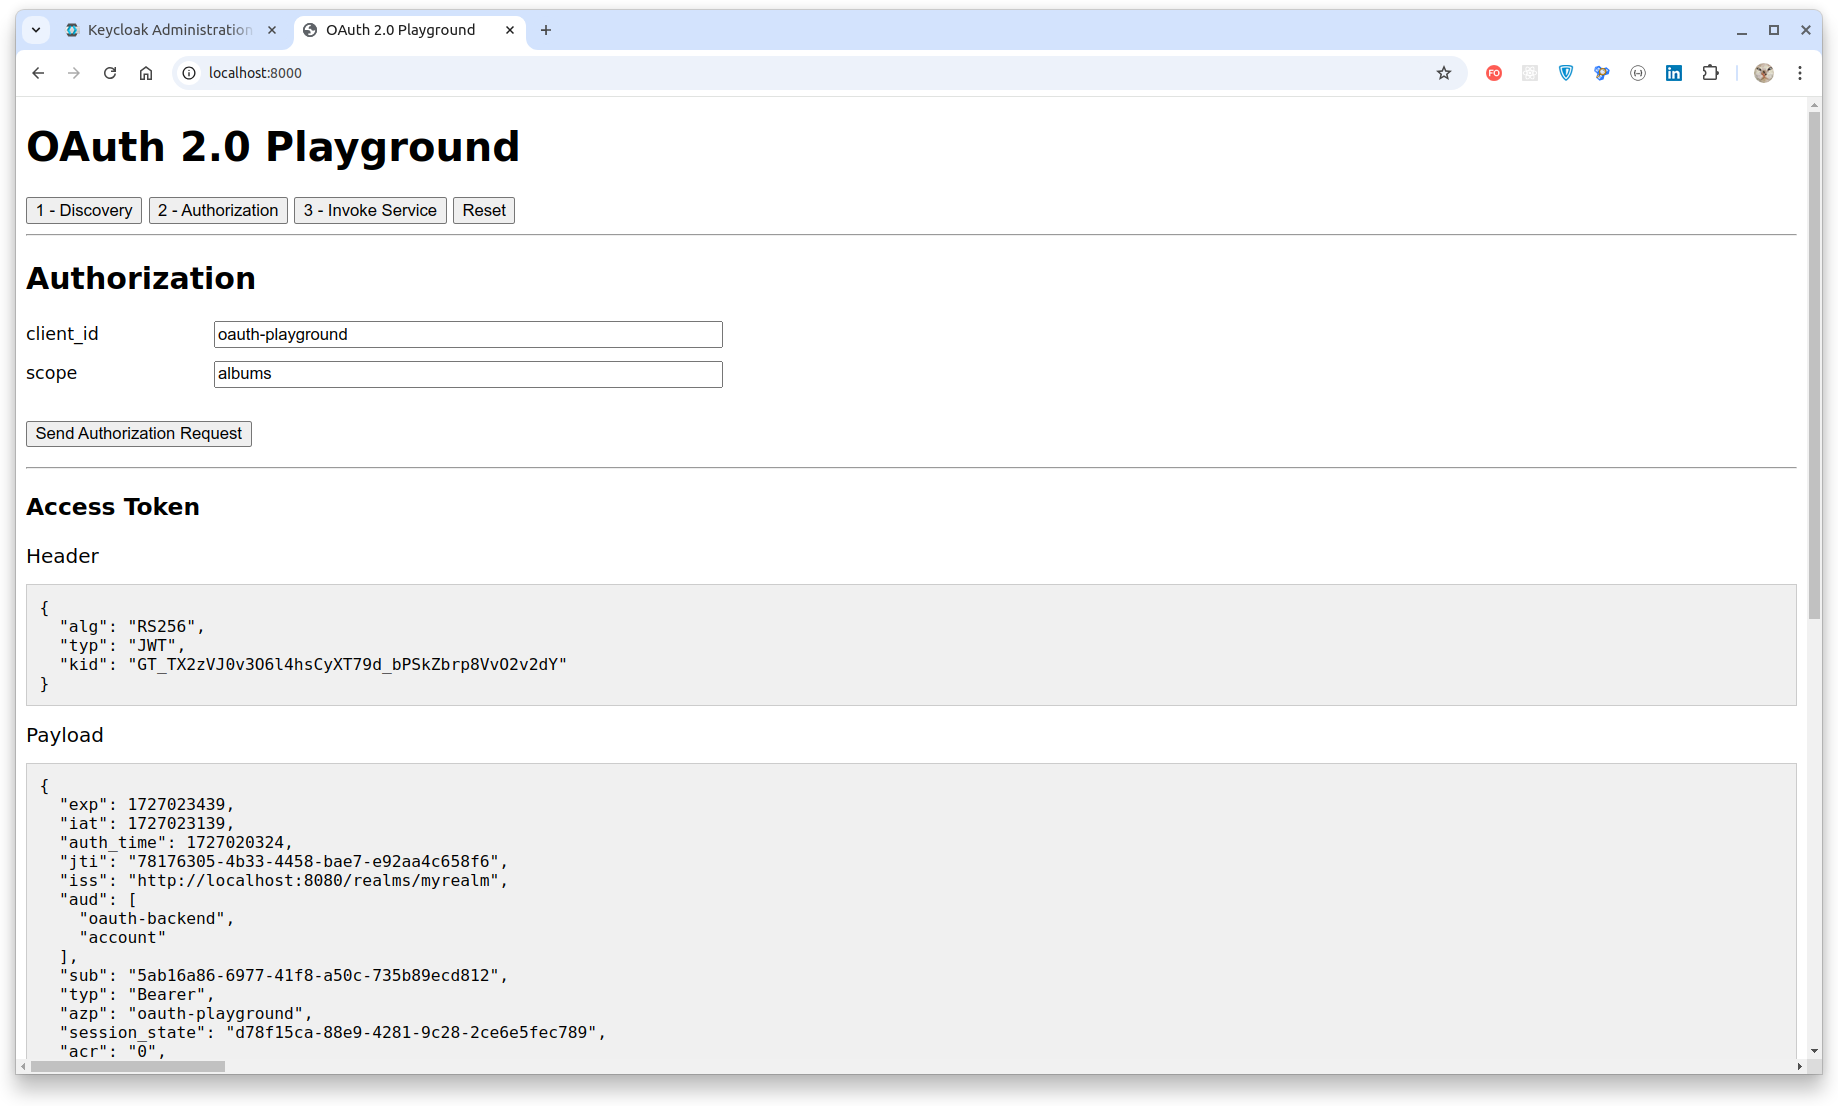 Keycloak Administration
OAuth 2.0 Playground
localhost:8000
FO
in
OAuth 2.0 Playground
1 - Discovery
2 - Authorization
3 - Invoke Service
Reset
Authorization
client_id
oauth-playground
scope
albums
Send Authorization Request
Access Token
Header
{
"alg": "RS256",
"typ": "JWT",
"kid": "GT_TX2zVJ0v3O6l4hsCyXT79d_bPSkZbrp8VvO2v2dY"
}
Payload
{
"exp": 1727023439,
"iat": 1727023139,
"auth_time": 1727020324,
"jti": "78176305-4b33-4458-bae7-e92aa4c658f6",
"iss": "http://localhost:8080/realms/myrealm",
"aud": [
"oauth-backend",
"account"
],
"sub": "5ab16a86-6977-41f8-a50c-735b89ecd812",
"typ": "Bearer",
"azp": "oauth-playground",
"session_state": "d78f15ca-88e9-4281-9c28-2ce6e5fec789",
"acr": "0",